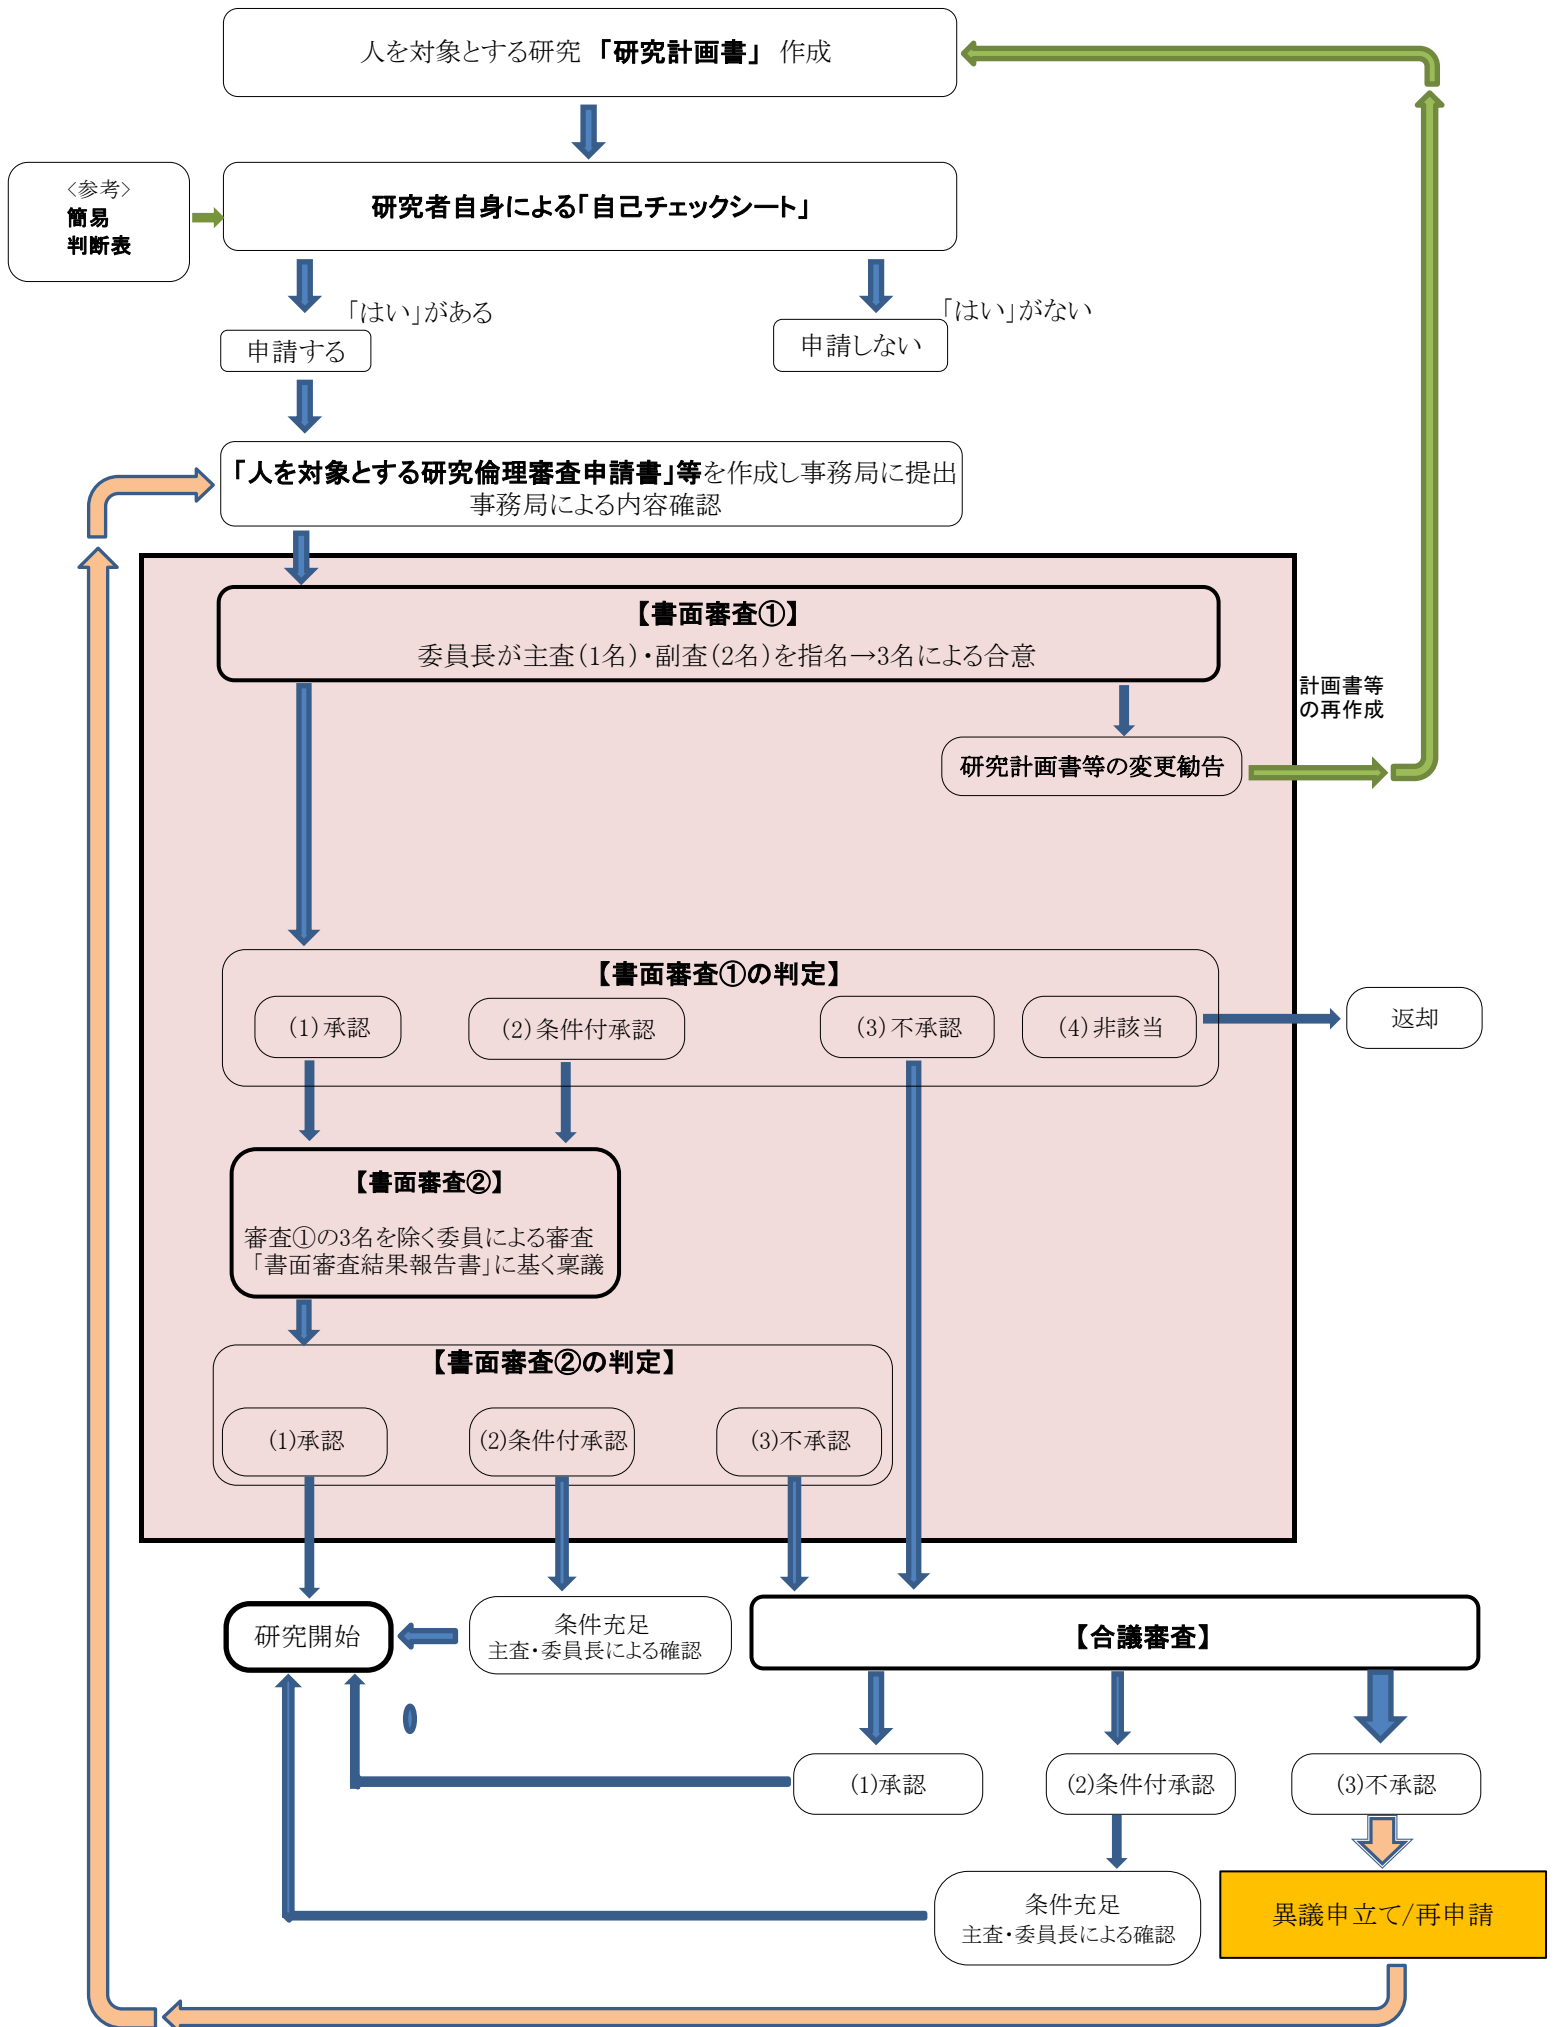 人を対象とする研究 「研究計画書」 作成
<参考>
簡易
判断表
研究者自身による「自己チェックシート」
「はい」がある
「はい」がない
申請する
申請しない
「人を対象とする研究倫理審査申請書」等を作成し事務局に提出
事務局による内容確認
【書面審査①】
委員長が主査（1名）・副査（2名）を指名→3名による合意
計画書等
の再作成
研究計画書等の変更勧告
【書面審査①の判定】
(1)承認
(2)条件付承認
(3)不承認
(4)非該当
返却
【書面審査②】
審査①の3名を除く委員による審査
「書面審査結果報告書」に基く稟議
【書面審査②の判定】
(1)承認
(2)条件付承認
(3)不承認
研究開始
条件充足
主査・委員長による確認
【合議審査】
(1)承認
(2)条件付承認
(3)不承認
条件充足
主査・委員長による確認
異議申立て/再申請